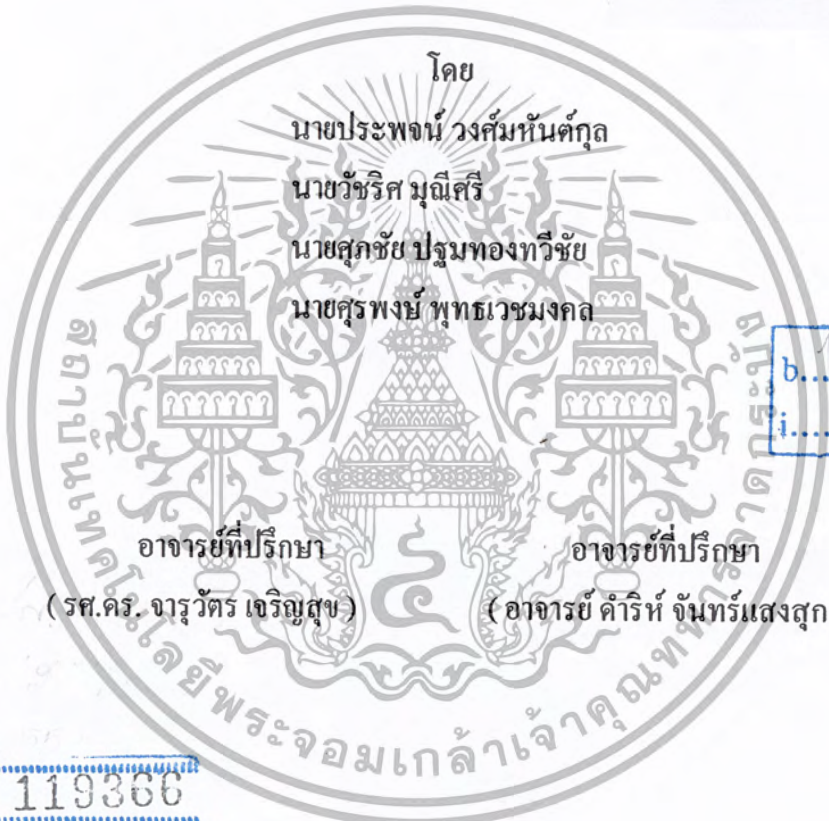 โดย
นายประพจน์ วงศ์มหันต์กุล
นายวัชริศ มุณีศรี
นายศุภชัย ปฐมทองทวีชัย
นายศุรพงษ์ พุทธเวชมงคล
b....
i.....
อาจารย์ที่ปรึกษา อาจารย์ที่ปรึกษา
( รศ.ดร. จารุวัตร เจริญสุข ) ( อาจารย์ ดำริห์ จันทร์แสงสุก
สถาบันเทคโนโลยีพระจอมเกล้าเจ้าคุณทหารลาดกระบัง
119366